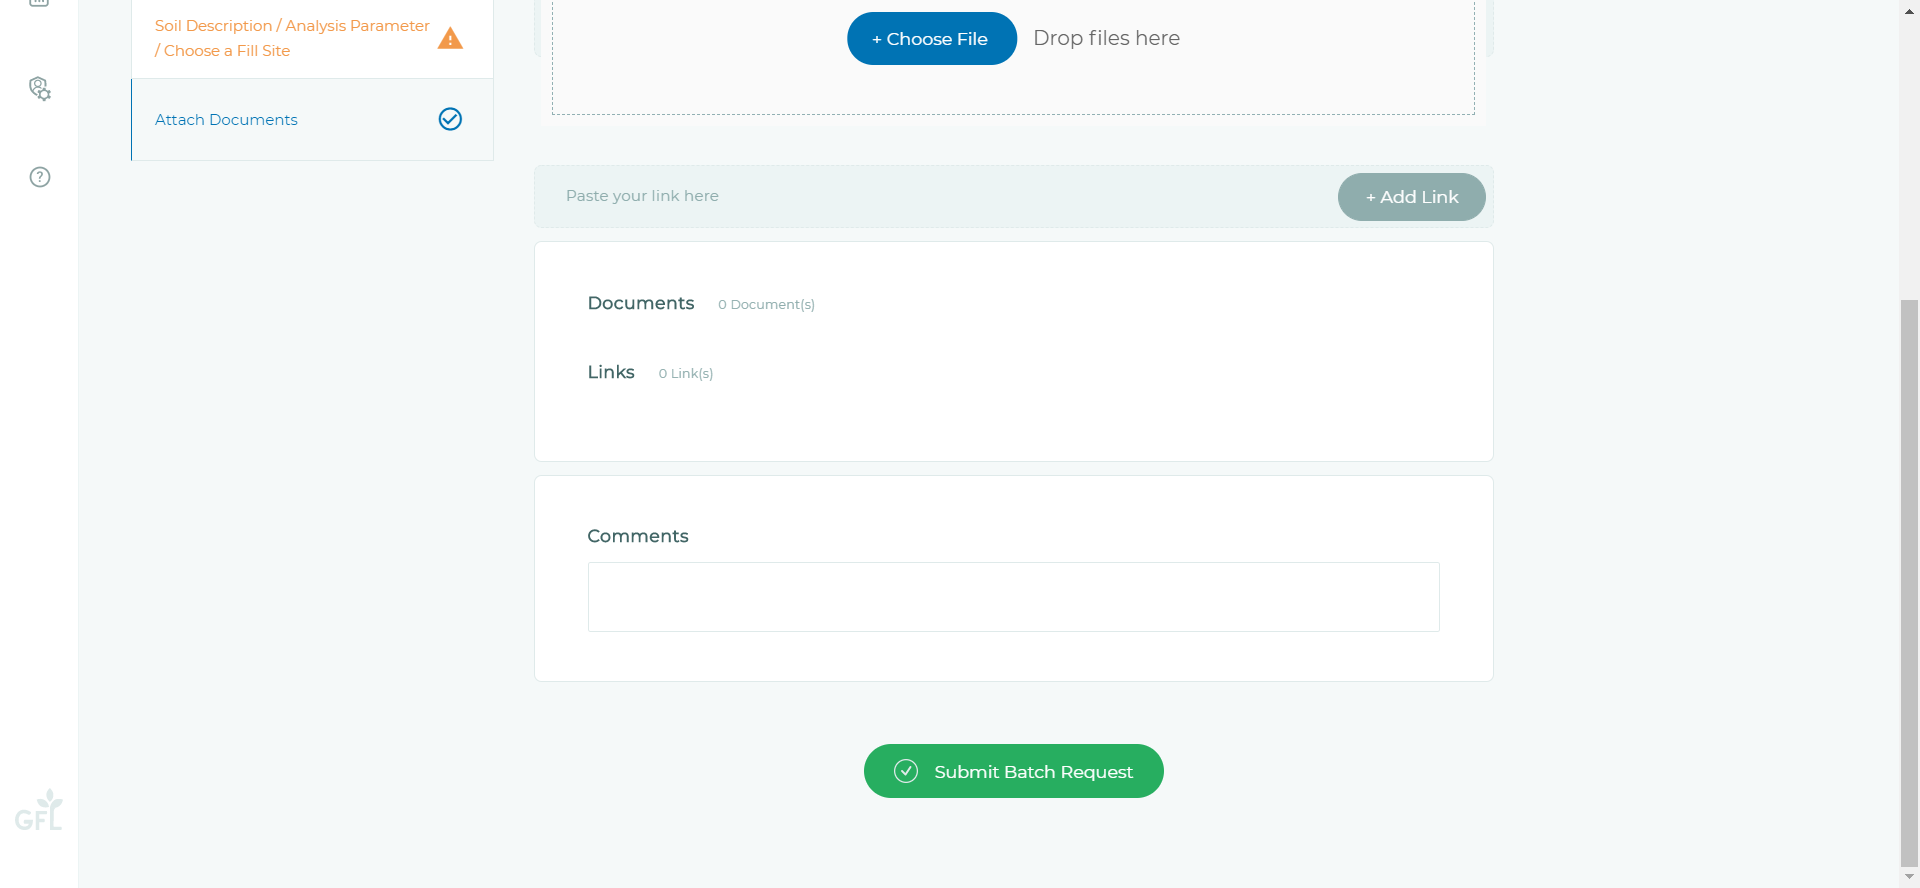 Soil Description / Analysis Parameter
/ Choose a Fill Site
Attach Documents
+ Choose File
Drop files here
Paste your link here
+ Add Link
Documents
0 Document(s)
Links
0 Link(s)
Comments
Submit Batch Request
GFL